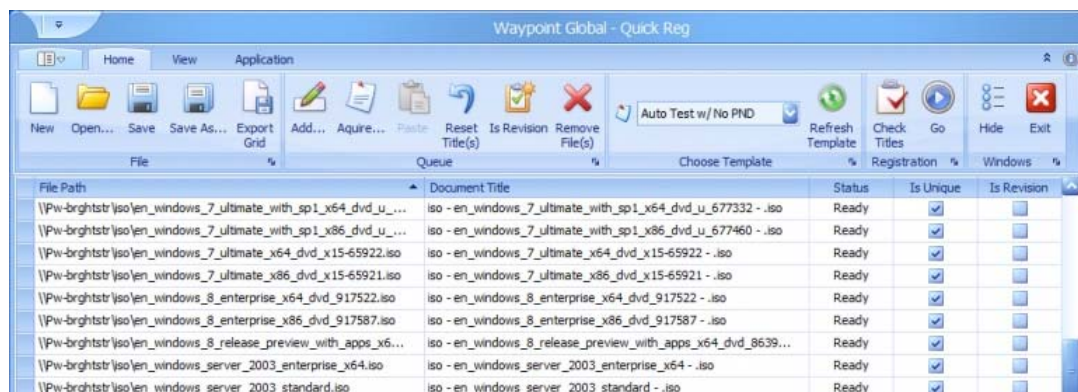 Waypoint Global - Quick Reg
Home View Application
New Open... Save Save As... Export Grid Add... Aquire... Paste Reset Title(s) Is Revision Remove File(s) Auto Test w/ No PND Refresh Template Check Titles Go Hide Exit
File Queue Choose Template Registration Windows
File Path Document Title Status Is Unique Is Revision
\\Pw-brghtstr\iso\en_windows_7_ultimate_with_sp1_x64_dvd_u_... iso - en_windows_7_ultimate_with_sp1_x64_dvd_u_677332 - .iso Ready
\\Pw-brghtstr\iso\en_windows_7_ultimate_with_sp1_x86_dvd_u_... iso - en_windows_7_ultimate_with_sp1_x86_dvd_u_677460 - .iso Ready
\\Pw-brghtstr\iso\en_windows_7_ultimate_x64_dvd_x15-65922.iso iso - en_windows_7_ultimate_x64_dvd_x15-65922 - .iso Ready
\\Pw-brghtstr\iso\en_windows_7_ultimate_x86_dvd_x15-65921.iso iso - en_windows_7_ultimate_x86_dvd_x15-65921 - .iso Ready
\\Pw-brghtstr\iso\en_windows_8_enterprise_x64_dvd_917522.iso iso - en_windows_8_enterprise_x64_dvd_917522 - .iso Ready
\\Pw-brghtstr\iso\en_windows_8_enterprise_x86_dvd_917587.iso iso - en_windows_8_enterprise_x86_dvd_917587 - .iso Ready
\\Pw-brghtstr\iso\en_windows_8_release_preview_with_apps_x6... iso - en_windows_8_release_preview_with_apps_x64_dvd_8639... Ready
\\Pw-brghtstr\iso\en_windows_server_2003_enterprise_x64.iso iso - en_windows_server_2003_enterprise_x64 - .iso Ready
\\Pw-brghtstr\iso\en_windows_server_2003_standard.iso iso - en_windows_server_2003_standard - .iso Ready